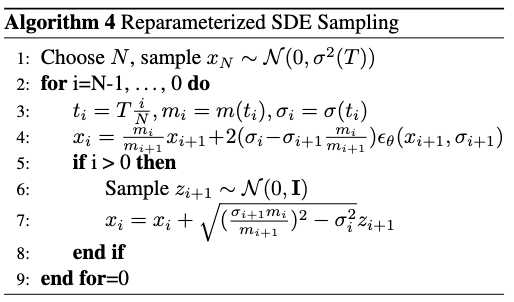 Algorithm 4 Reparameterized SDE Sampling
1: Choose $N$, sample $x_N \sim \mathcal{N}(0, \sigma^2(T))$
2: for i=N-1, …, 0 do
3: $t_i = T\frac{i}{N}, m_i = m(t_i), \sigma_i = \sigma(t_i)$
4: $x_i = \frac{m_i}{m_{i+1}}x_{i+1}+2(\sigma_i-\sigma_{i+1}\frac{m_i}{m_{i+1}})\epsilon_\theta(x_{i+1},\sigma_{i+1})$
5: if i > 0 then
6: Sample $z_{i+1} \sim \mathcal{N}(0, \mathbf{I})$
7: $x_i = x_i + \sqrt{(\frac{\sigma_{i+1}m_i}{m_{i+1}})^2 - \sigma_i^2}z_{i+1}$
8: end if
9: end for=0